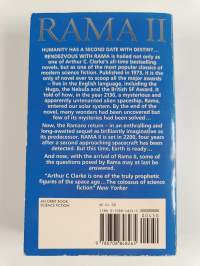 RAMA II
HUMANITY HAS A SECOND DATE WITH DESTINY . . .
RENDEZVOUS WITH RAMA is hailed not only as
one of Arthur C. Clarke's all-time bestselling
novels, but as one of the most popular classics of
modern science fiction. Published in 1973, it is the
only novel ever to scoop all the major awards
– five in the English language, including the
Hugo, the Nebula and the British SF Award. It
told of how, in the year 2130, a mysterious and
apparently untenanted alien spaceship, Rama,
entered our solar system. By the end of the
novel, many wonders had been uncovered but
few of its mysteries had been solved...
Now, the Ramans return – in an enthralling and
long-awaited sequel as brilliantly imaginative as its
predecessor. RAMA II is set in 2200, four years
after a second approaching spacecraft has been
detected. But this time, Earth is ready...
And now, with the arrival of Rama II, some of
the questions posed by Rama may at last be
answered.
"Arthur C Clarke is one of the truly prophetic
figures of the space age... The colossus of science
fiction" New Yorker
AN ORBIT BOOK
SCIENCE FICTION